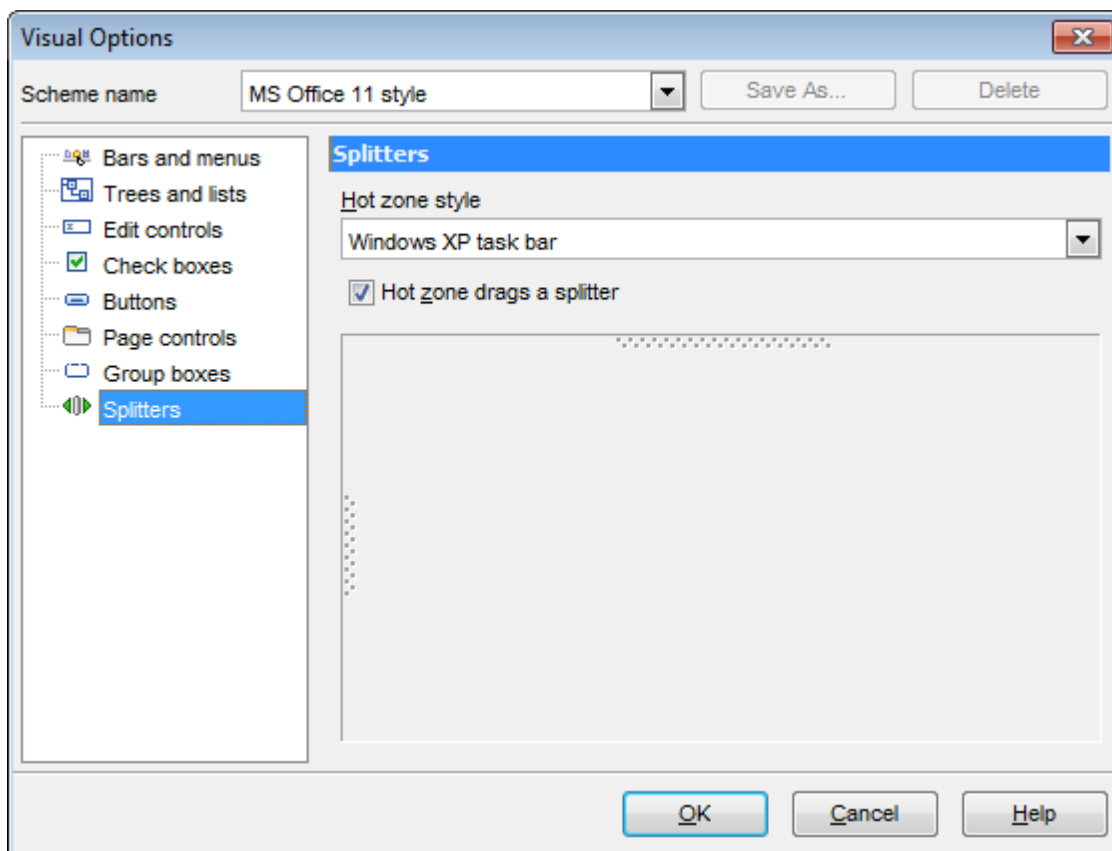 Visual Options
Scheme name MS Office 11 style Save As... Delete
Bars and menus
Trees and lists
Edit controls
Check boxes
Buttons
Page controls
Group boxes
Splitters
Splitters
Hot zone style
Windows XP task bar
Hot zone drags a splitter
OK Cancel Help